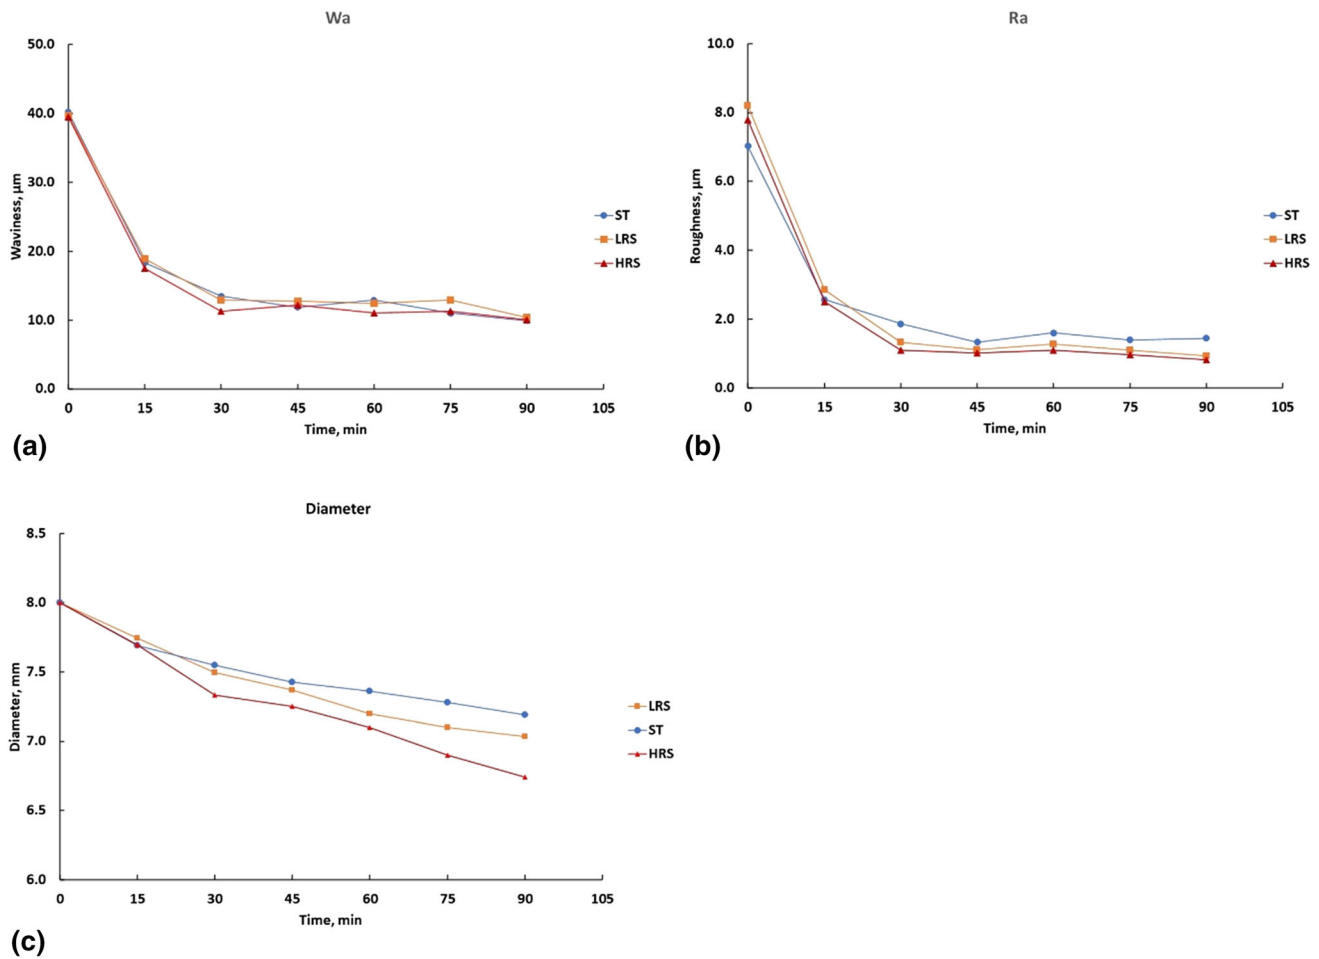 Wa
50.0
40.0
30.0
20.0
10.0
0.0
Waviness, µm
0 15 30 45 60 75 90 105
Time, min
ST
LRS
HRS
(a)
Ra
10.0
8.0
6.0
4.0
2.0
0.0
Roughness, µm
0 15 30 45 60 75 90 105
Time, min
ST
LRS
HRS
(b)
Diameter
8.5
8.0
7.5
7.0
6.5
6.0
Diameter, mm
0 15 30 45 60 75 90 105
Time, min
LRS
ST
HRS
(c)